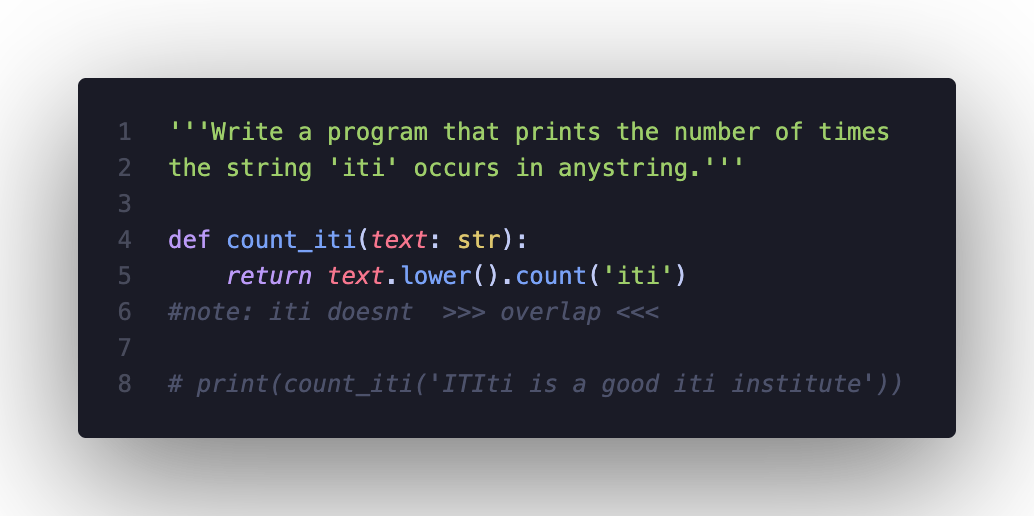 1 '''Write a program that prints the number of times
2 the string 'iti' occurs in anystring.'''
3
4 def count_iti(text: str):
5     return text.lower().count('iti')
6 #note: iti doesnt  >>> overlap <<<
7
8 # print(count_iti('ITIti is a good iti institute'))